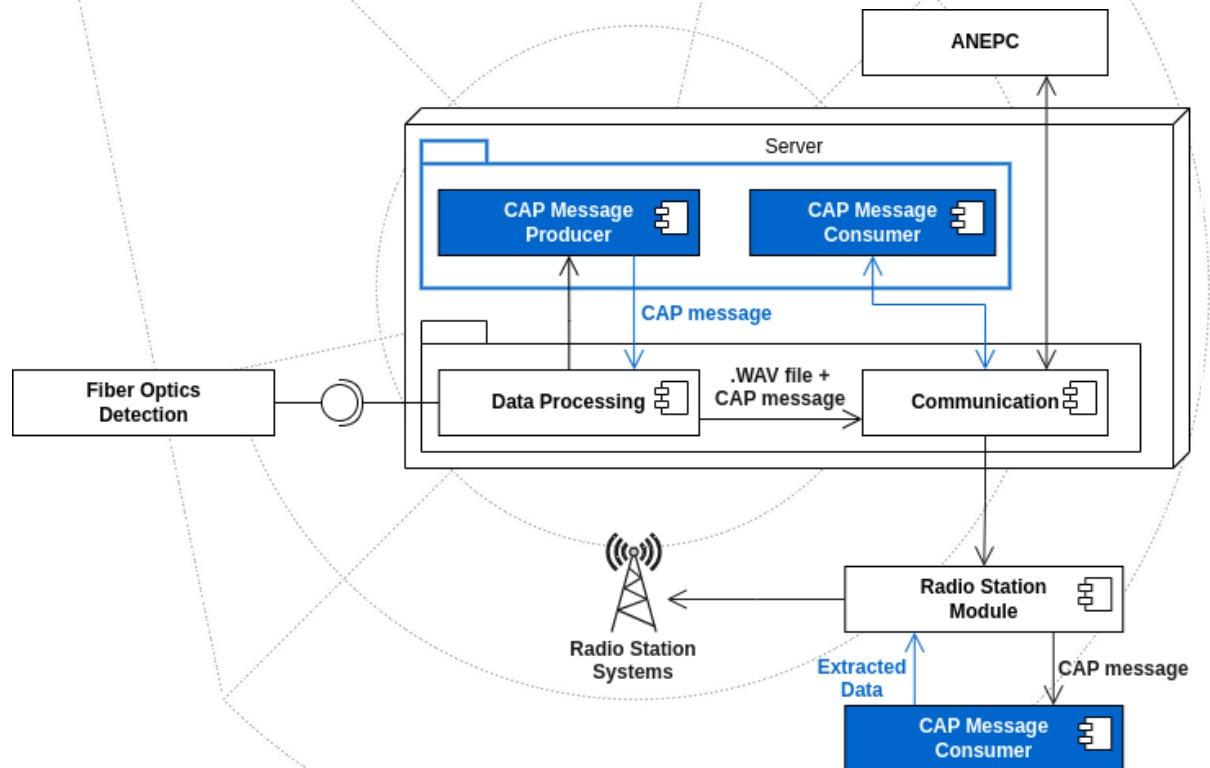 ANEPC
Server
CAP Message
Producer
CAP Message
Consumer
CAP message
Fiber Optics
Detection
Data Processing
.WAV file +
CAP message
Communication
Radio Station
Module
Radio Station
Systems
Extracted
Data
CAP message
CAP Message
Consumer